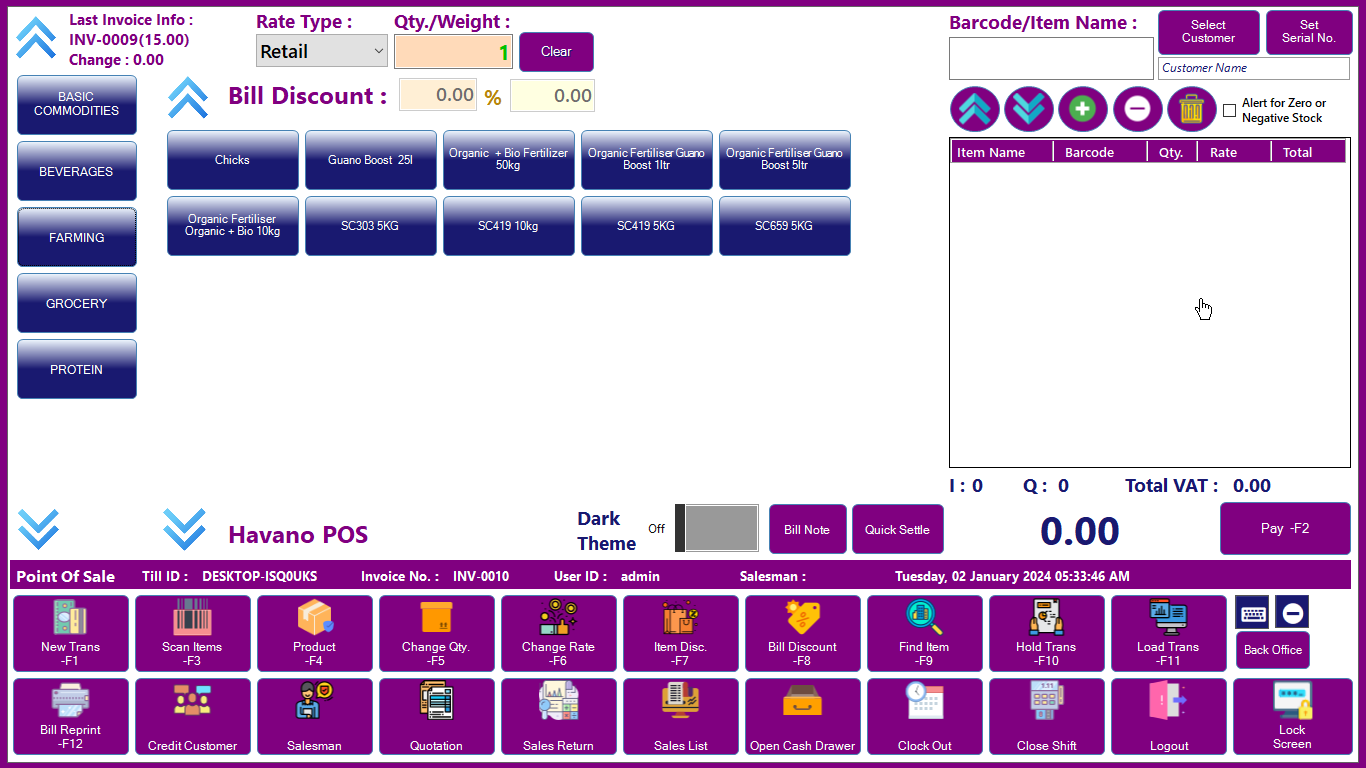 Last Invoice Info :
INV-0009(15.00)
Change : 0.00
Rate Type :
Retail
Qty./Weight :
1
Clear
Barcode/Item Name :
Select
Customer
Set
Serial No.
Customer Name
BASIC
COMMODITIES
BEVERAGES
FARMING
GROCERY
PROTEIN
Bill Discount :
0.00
%
0.00
Alert for Zero or
Negative Stock
Chicks
Guano Boost 25l
Organic + Bio Fertilizer
50kg
Organic Fertiliser Guano
Boost 1ltr
Organic Fertiliser Guano
Boost 5ltr
Organic Fertiliser
Organic + Bio 10kg
SC303 5KG
SC419 10kg
SC419 5KG
SC659 5KG
Item Name Barcode Qty. Rate Total
I : 0 Q : 0 Total VAT : 0.00
Havano POS
Dark
Theme
Off
Bill Note
Quick Settle
0.00
Pay -F2
Point Of Sale Till ID : DESKTOP-ISQ0UKS Invoice No. : INV-0010 User ID : admin Salesman : Tuesday, 02 January 2024 05:33:46 AM
New Trans
-F1
Scan Items
-F3
Product
-F4
Change Qty.
-F5
Change Rate
-F6
Item Disc.
-F7
Bill Discount
-F8
Find Item
-F9
Hold Trans
-F10
Load Trans
-F11
Back Office
Bill Reprint
-F12
Credit Customer
Salesman
Quotation
Sales Return
Sales List
Open Cash Drawer
Clock Out
1.11
Close Shift
Logout
Lock
Screen